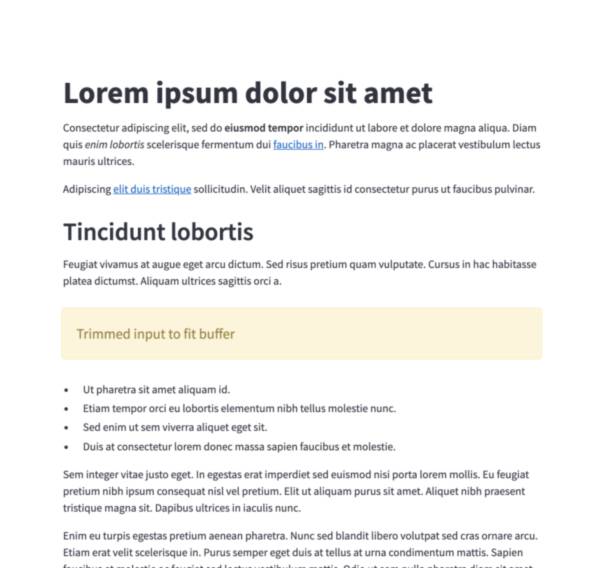 Lorem ipsum dolor sit amet
Consectetur adipiscing elit, sed do eiusmod tempor incididunt ut labore et dolore magna aliqua. Diam
quis enim lobortis scelerisque fermentum dui faucibus in. Pharetra magna ac placerat vestibulum lectus
mauris ultrices.
Adipiscing elit duis tristique sollicitudin. Velit aliquet sagittis id consectetur purus ut faucibus pulvinar.
Tincidunt lobortis
Feugiat vivamus at augue eget arcu dictum. Sed risus pretium quam vulputate. Cursus in hac habitasse
platea dictumst. Aliquam ultrices sagittis orci a.
Trimmed input to fit buffer
• Ut pharetra sit amet aliquam id.
• Etiam tempor orci eu lobortis elementum nibh tellus molestie nunc.
• Sed enim ut sem viverra aliquet eget sit.
• Duis at consectetur lorem donec massa sapien faucibus et molestie.
Sem integer vitae justo eget. In egestas erat imperdiet sed euismod nisi porta lorem mollis. Eu feugiat
pretium nibh ipsum consequat nisl vel pretium. Elit ut aliquam purus sit amet. Aliquet nibh praesent
tristique magna sit. Dapibus ultrices in iaculis nunc.
Enim eu turpis egestas pretium aenean pharetra. Nunc sed blandit libero volutpat sed cras ornare arcu.
Etiam erat velit scelerisque in. Purus semper eget duis at tellus at urna condimentum mattis. Sapien